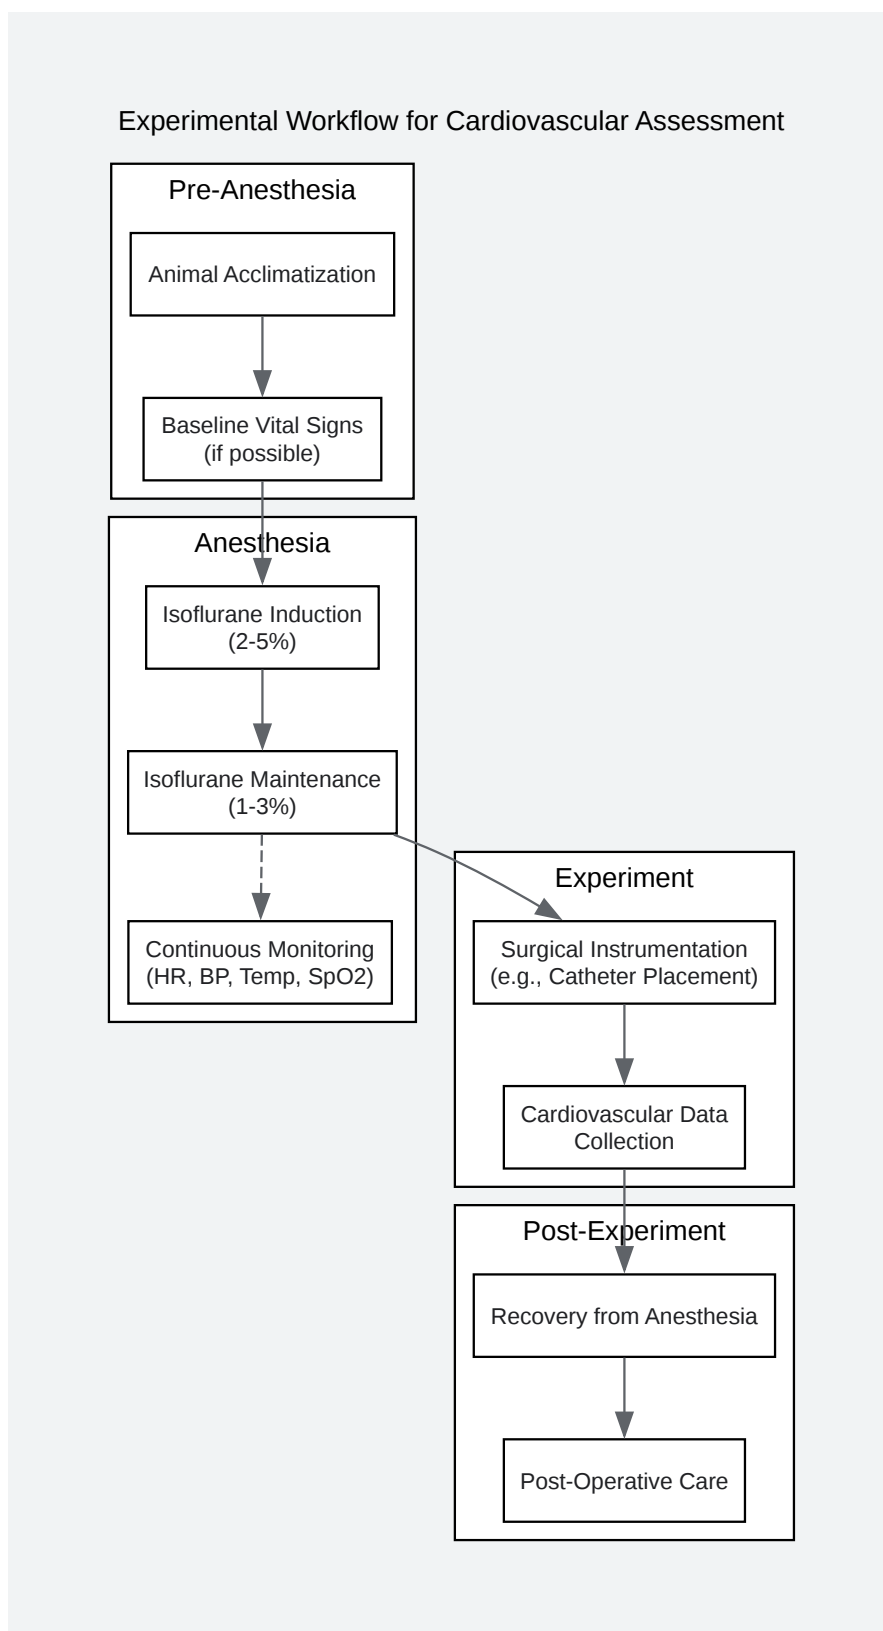 Experimental Workflow for Cardiovascular Assessment
Pre-Anesthesia
Animal Acclimatization
Baseline Vital Signs
(if possible)
Anesthesia
Isoflurane Induction
(2-5%)
Isoflurane Maintenance
(1-3%)
Continuous Monitoring
(HR, BP, Temp, SpO2)
Experiment
Surgical Instrumentation
(e.g., Catheter Placement)
Cardiovascular Data
Collection
Post-Experiment
Recovery from Anesthesia
Post-Operative Care